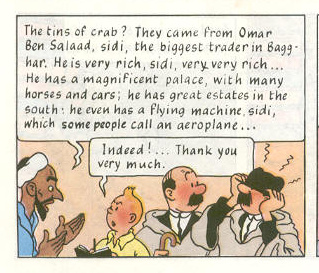 The tins of crab? They came from Omar
Ben Salaad, sidi, the biggest trader in Bagg-
har. He is very rich, sidi, very, very rich...
He has a magnificent palace, with many
horses and cars; he has great estates in the
south: he even has a flying machine, sidi,
which some people call an aeroplane...
Indeed!... Thank you
very much.